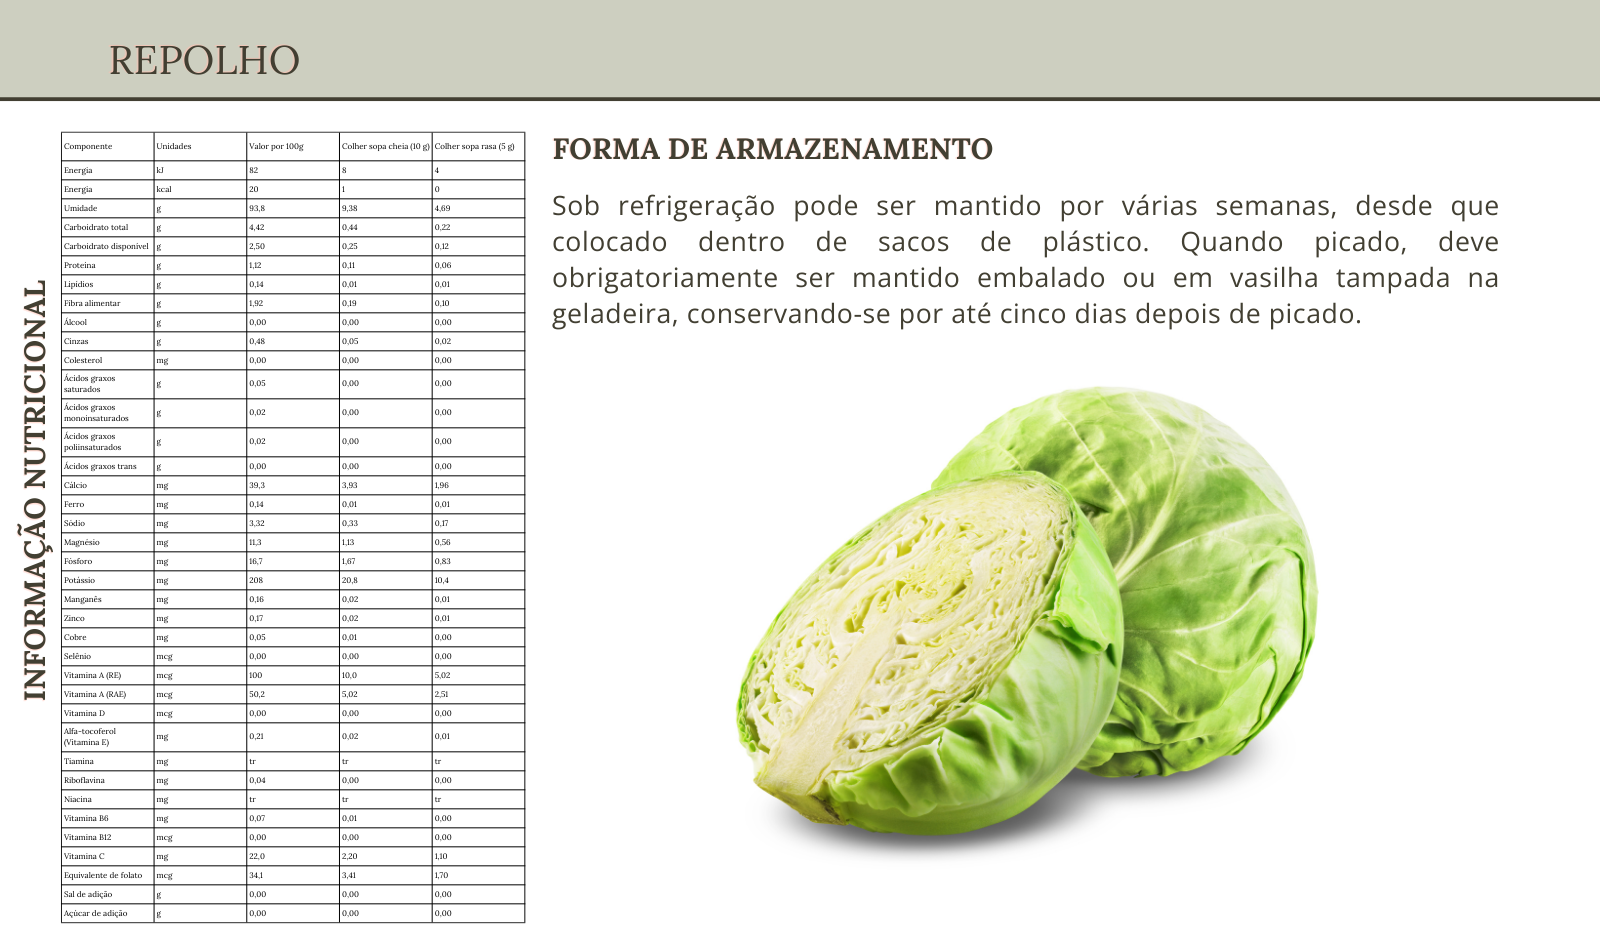 REPOLHO
INFORMAÇÃO NUTRICIONAL
Componente Unidades Valor por 100g Colher sopa cheia (10 g) Colher sopa rasa (5 g)
Energia kJ 82 8 4
Energia kcal 20 1 0
Umidade g 93,8 9,38 4,69
Carboidrato total g 4,42 0,44 0,22
Carboidrato disponível g 2,50 0,25 0,12
Proteína g 1,12 0,11 0,06
Lipídios g 0,14 0,01 0,01
Fibra alimentar g 1,92 0,19 0,10
Álcool g 0,00 0,00 0,00
Cinzas g 0,48 0,05 0,02
Colesterol mg 0,00 0,00 0,00
Ácidos graxos
saturados g 0,05 0,00 0,00
Ácidos graxos
monoinsaturados g 0,02 0,00 0,00
Ácidos graxos
poliinsaturados g 0,02 0,00 0,00
Ácidos graxos trans g 0,00 0,00 0,00
Cálcio mg 39,3 3,93 1,96
Ferro mg 0,14 0,01 0,01
Sódio mg 3,32 0,33 0,17
Magnésio mg 11,3 1,13 0,56
Fósforo mg 16,7 1,67 0,83
Potássio mg 208 20,8 10,4
Manganês mg 0,16 0,02 0,01
Zinco mg 0,17 0,02 0,01
Cobre mg 0,05 0,01 0,00
Selênio mcg 0,00 0,00 0,00
Vitamina A (RE) mcg 100 10,0 5,02
Vitamina A (RAE) mcg 50,2 5,02 2,51
Vitamina D mcg 0,00 0,00 0,00
Alfa-tocoferol
(Vitamina E) mg 0,21 0,02 0,01
Tiamina mg tr tr tr
Riboflavina mg 0,04 0,00 0,00
Niacina mg tr tr tr
Vitamina B6 mg 0,07 0,01 0,00
Vitamina B12 mcg 0,00 0,00 0,00
Vitamina C mg 22,0 2,20 1,10
Equivalente de folato mcg 34,1 3,41 1,70
Sal de adição g 0,00 0,00 0,00
Açúcar de adição g 0,00 0,00 0,00
FORMA DE ARMAZENAMENTO
Sob refrigeração pode ser mantido por várias semanas, desde que
colocado dentro de sacos de plástico. Quando picado, deve
obrigatoriamente ser mantido embalado ou em vasilha tampada na
geladeira, conservando-se por até cinco dias depois de picado.